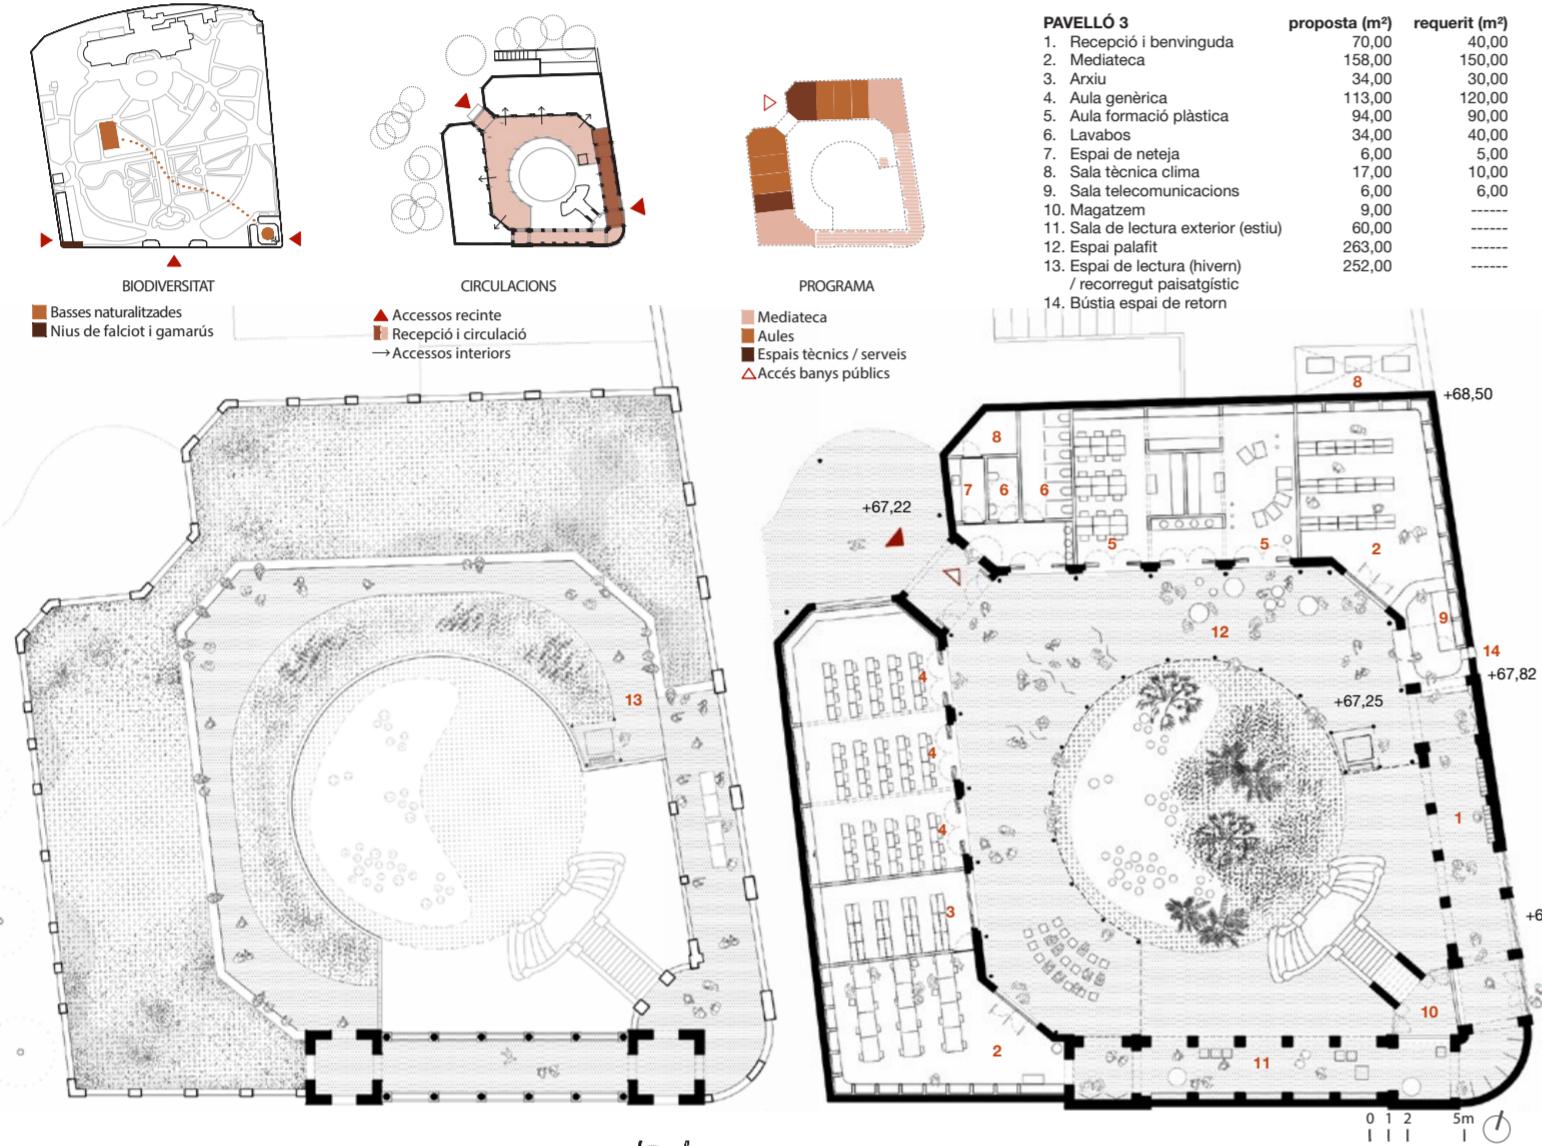 PAVELLÓ 3 proposta (m²) requerit (m²)
1. Recepció i benvinguda 70,00 40,00
2. Mediateca 158,00 150,00
3. Arxiu 34,00 30,00
4. Aula genèrica 113,00 120,00
5. Aula formació plàstica 94,00 90,00
6. Lavabos 34,00 40,00
7. Espai de neteja 6,00 5,00
8. Sala tècnica clima 17,00 10,00
9. Sala telecomunicacions 6,00 6,00
10. Magatzem 9,00 ------
11. Sala de lectura exterior (estiu) 60,00 ------
12. Espai palafit 263,00 ------
13. Espai de lectura (hivern) 252,00 ------
/ recorregut paisatgístic
14. Bústia espai de retorn
BIODIVERSITAT
Basses naturalitzades
Nius de falciot i gamarús
CIRCULACIONS
Accessos recinte
Recepció i circulació
Accessos interiors
PROGRAMA
Mediateca
Aules
Espais tècnics / serveis
Accés banys públics
13
8
+68,50
8
7
6
6
+67,22
5
5
2
12
9
14
+67,82
4
+67,25
4
4
1
3
+6
10
2
11
0 1 2 5m